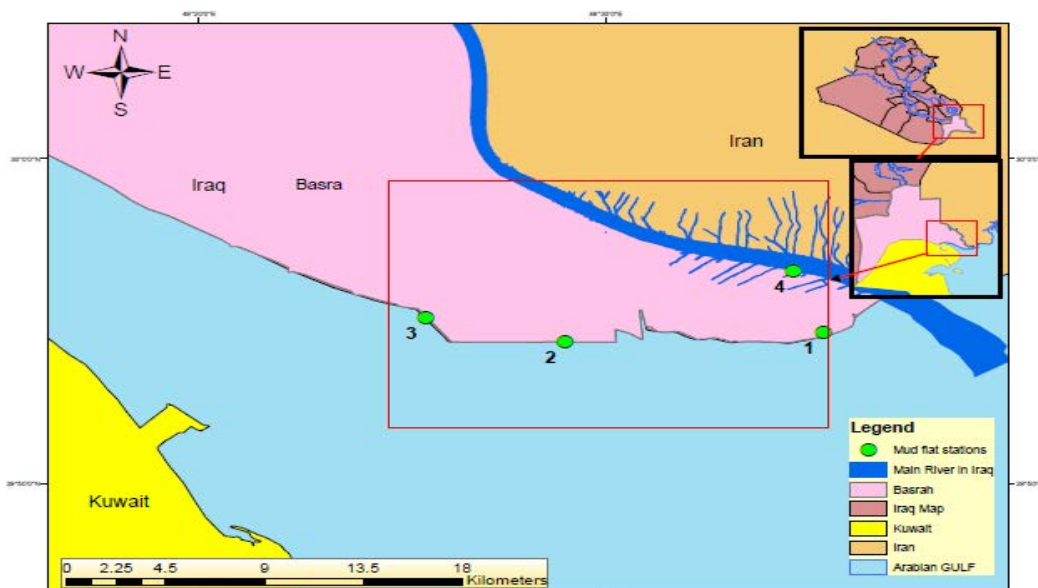 N
W E
S
Iran
Iraq
Basra
4
3
2
1
Kuwait
Legend
Mud flat stations
Main River in Iraq
Basrah
Iraq Map
Kuwait
Iran
Arabian GULF
0 2.25 4.5 9 13.5 18
Kilometers